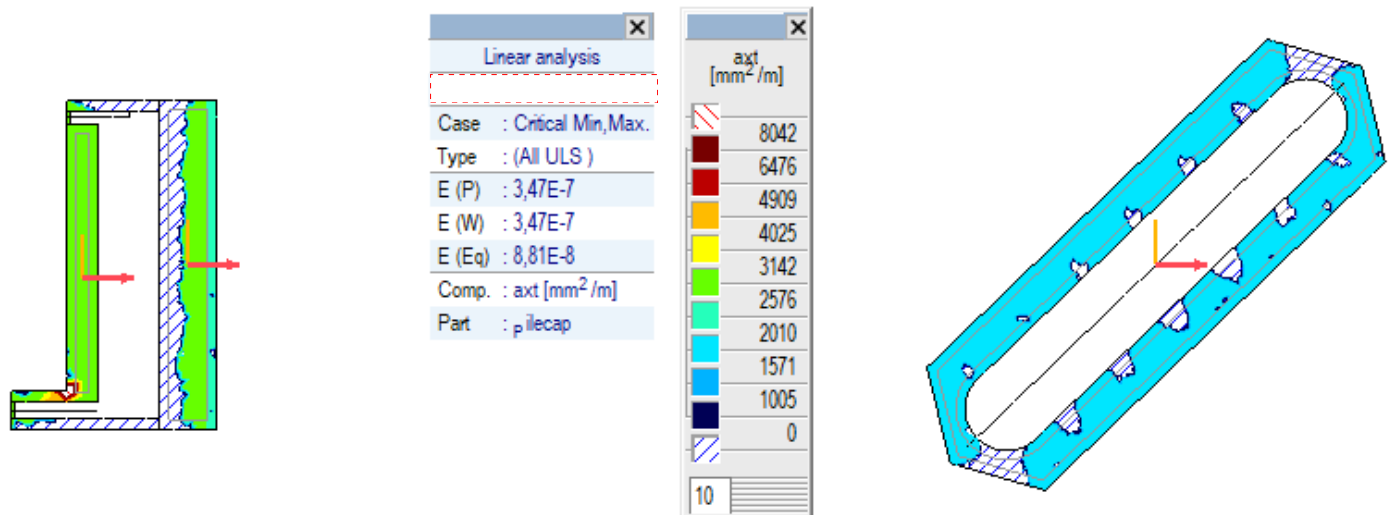 Linear analysis
Case : Critical Min,Max.
Type : (All ULS )
E (P) : 3,47E-7
E (W) : 3,47E-7
E (Eq) : 8,81E-8
Comp. : axt [mm2 /m]
Part : P ilecap
axt
[mm2 /m]
8042
6476
4909
4025
3142
2576
2010
1571
1005
0
10